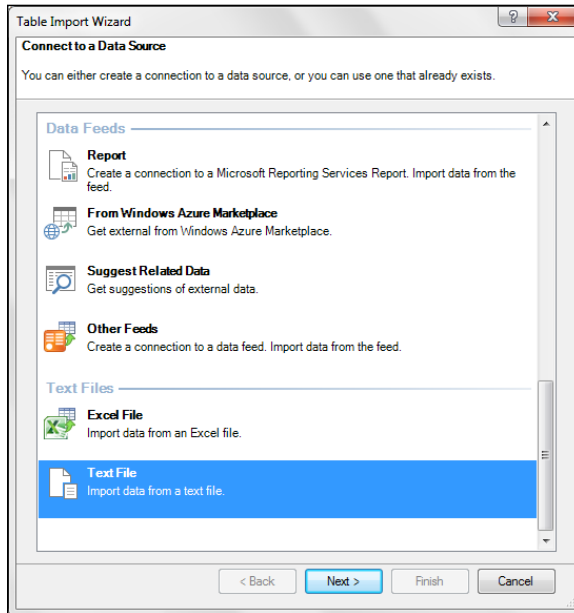 Table Import Wizard
?
Connect to a Data Source
You can either create a connection to a data source, or you can use one that already exists.
Data Feeds
Report
Create a connection to a Microsoft Reporting Services Report. Import data from the
feed.
From Windows Azure Marketplace
Get external from Windows Azure Marketplace.
Suggest Related Data
Get suggestions of external data.
Other Feeds
Create a connection to a data feed. Import data from the feed.
Text Files
Excel File
Import data from an Excel file.
Text File
Import data from a text file.
< Back Next > Finish Cancel